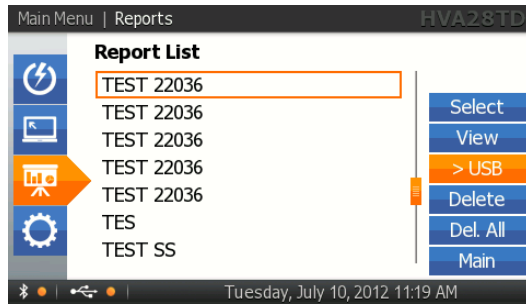 Main Menu | Reports
HVA28TD
Report List
TEST 22036
TEST 22036
TEST 22036
TEST 22036
TEST 22036
TES
TEST SS
Select
View
> USB
Delete
Del. All
Main
Tuesday, July 10, 2012 11:19 AM